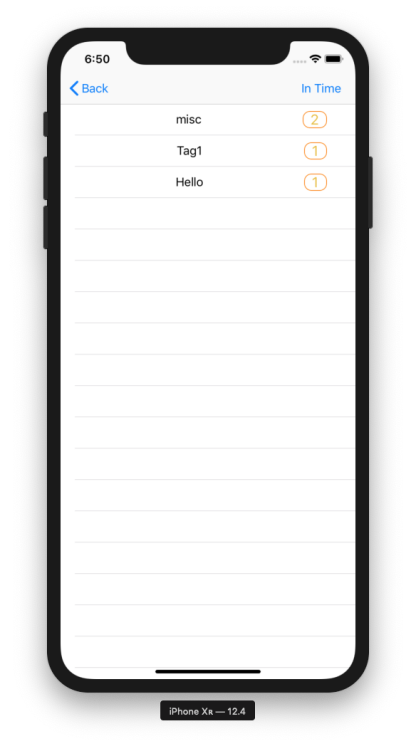 6:50
Back In Time
misc 2
Tag1 1
Hello 1
iPhone Xʀ — 12.4